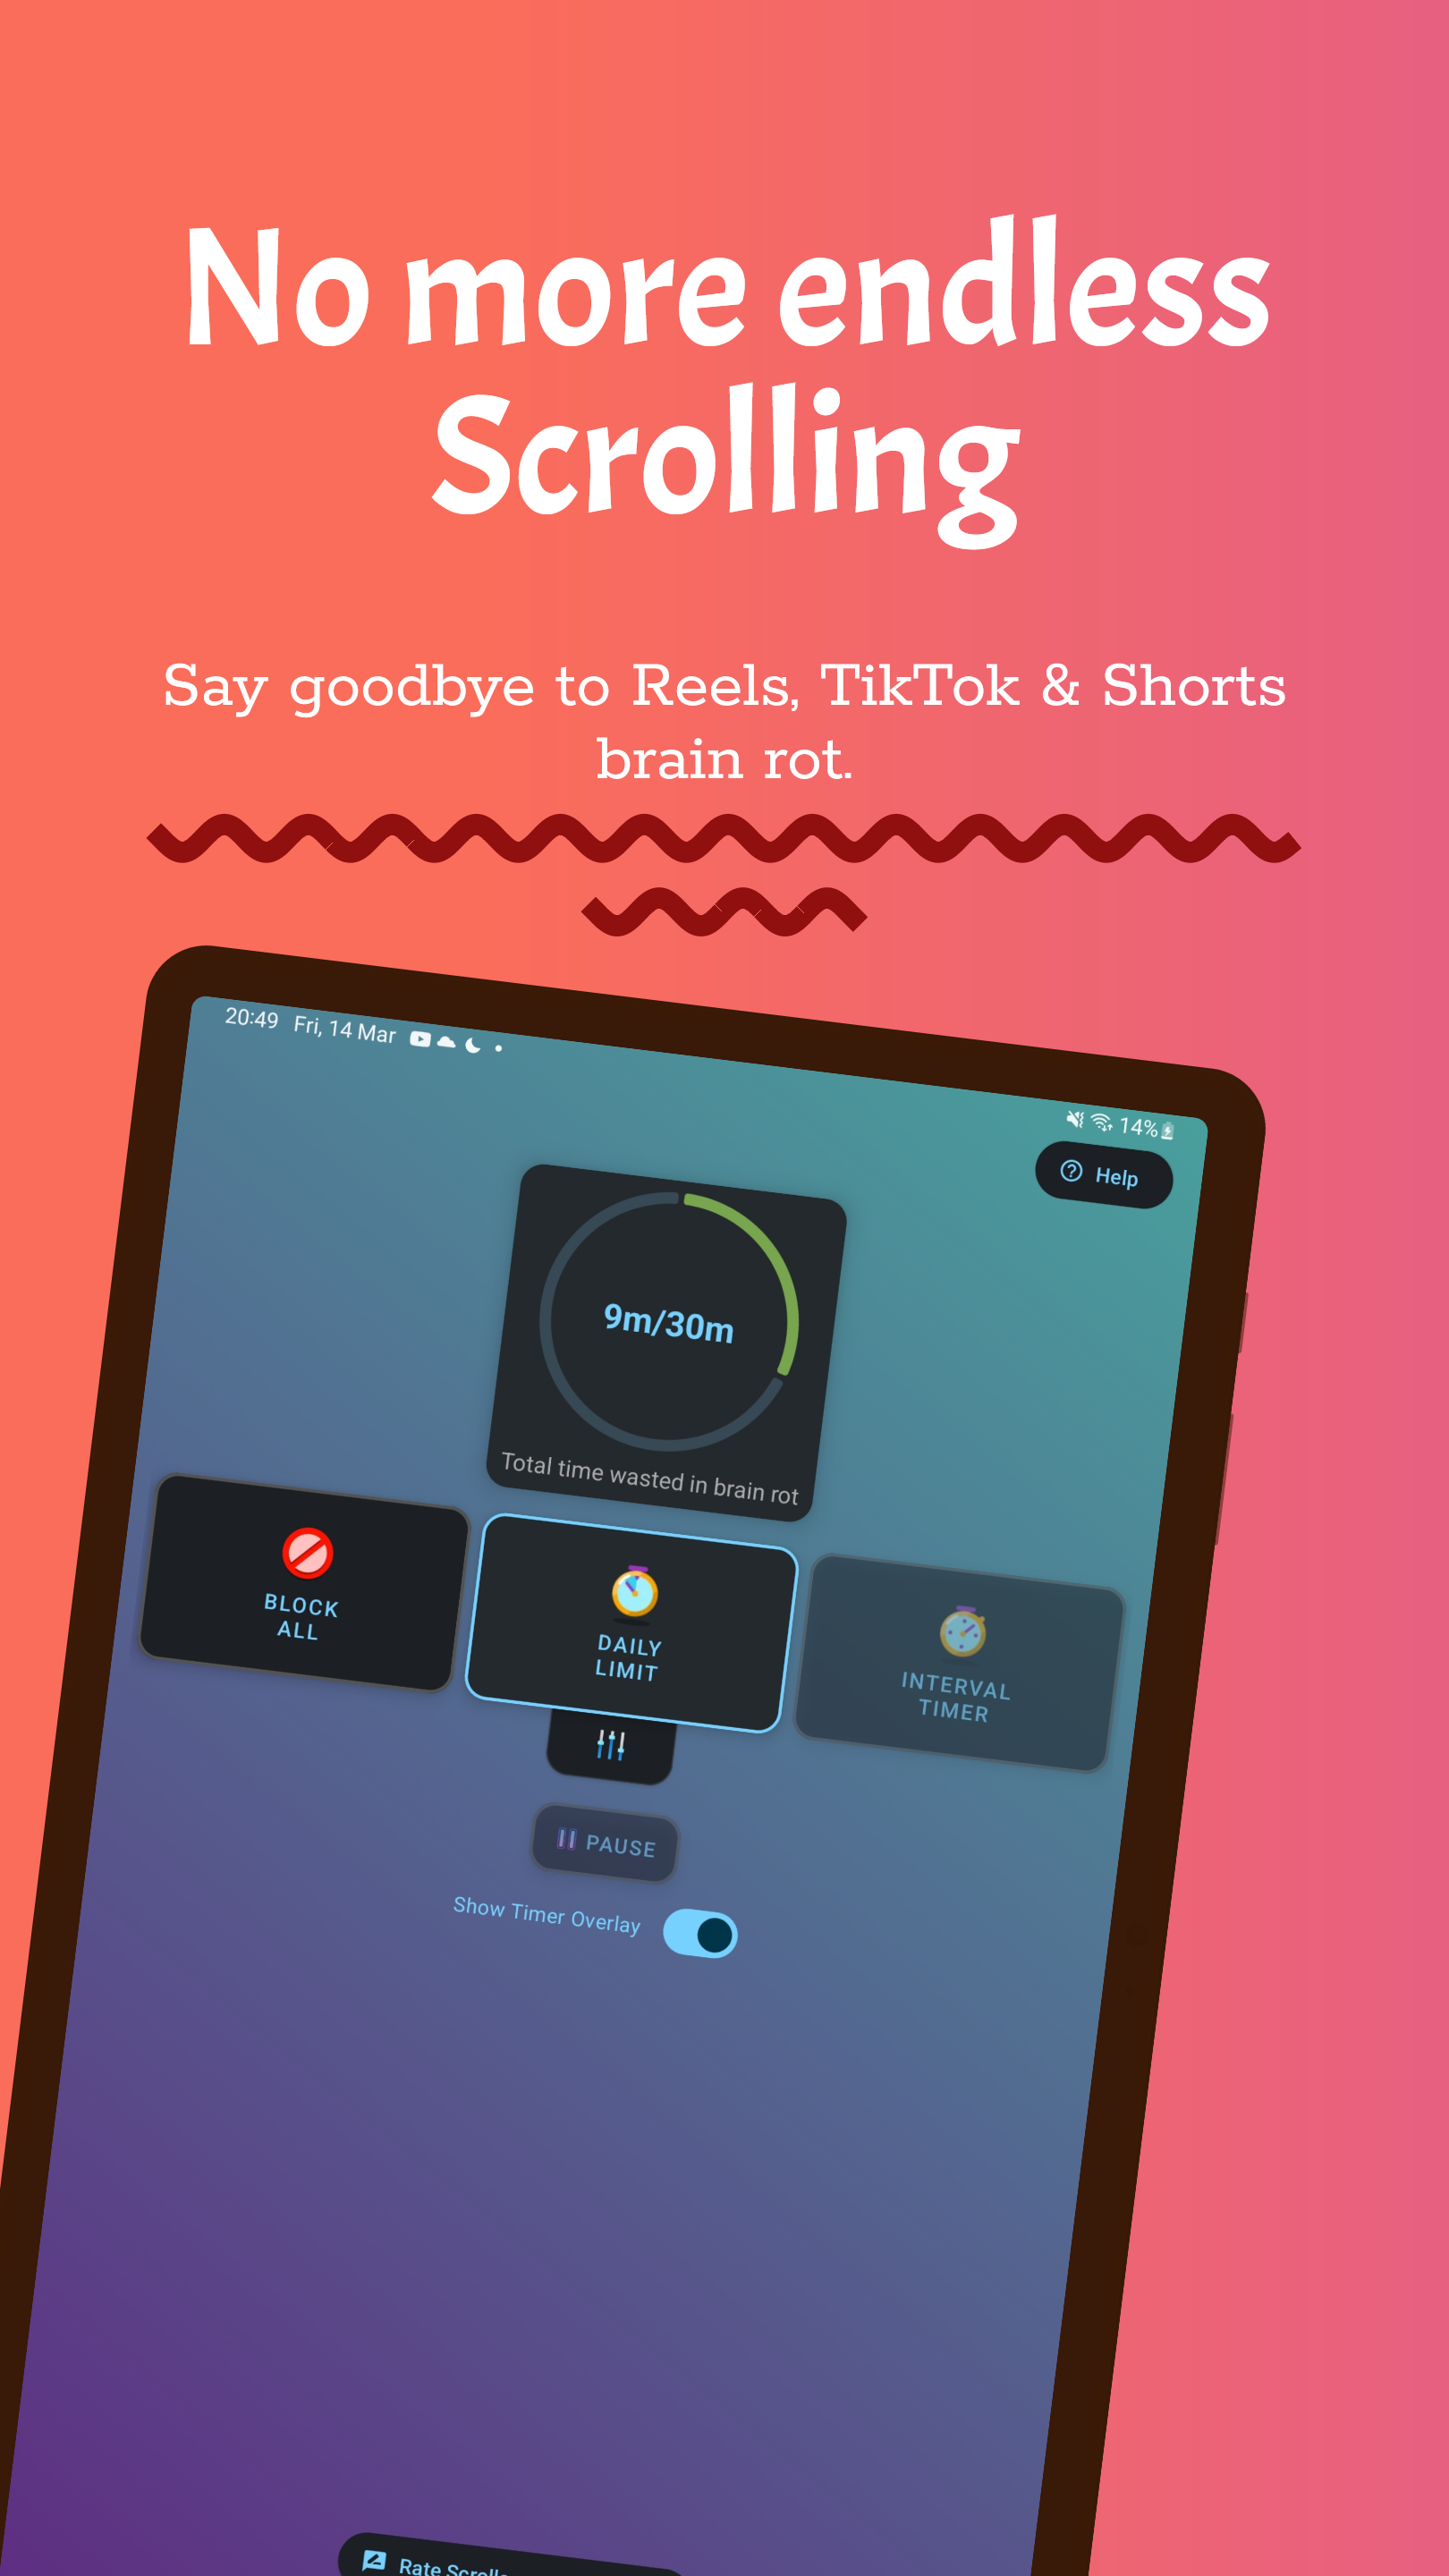 No more endless
Scrolling
Say goodbye to Reels, TikTok & Shorts
brain rot.
20:49 Fri, 14 Mar
14%
Help
9m/30m
Total time wasted in brain rot
BLOCK
ALL
DAILY
LIMIT
INTERVAL
TIMER
PAUSE
Show Timer Overlay
Rate